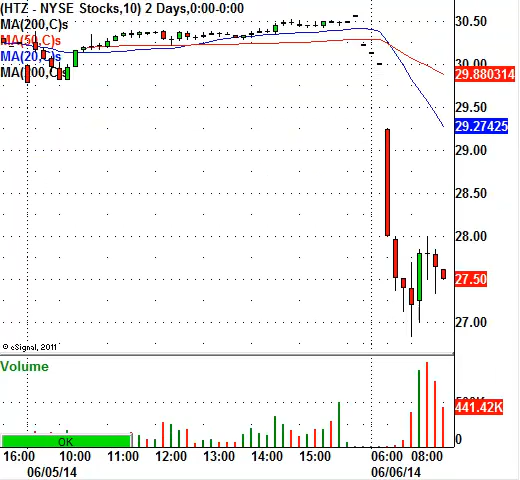 (HTZ - NYSE Stocks,10) 2 Days,0:00-0:00
MA(200,C)s
MA(50,C)s
MA(20,C)s
MA(100,C)s
30.50
30.00
29.880314
29.50
29.27425
29.00
28.50
28.00
27.50
27.00
© eSignal, 2011
Volume
441.42K
0
OK
16:00 10:00 11:00 12:00 13:00 14:00 15:00 06:00 08:00
06/05/14 06/06/14